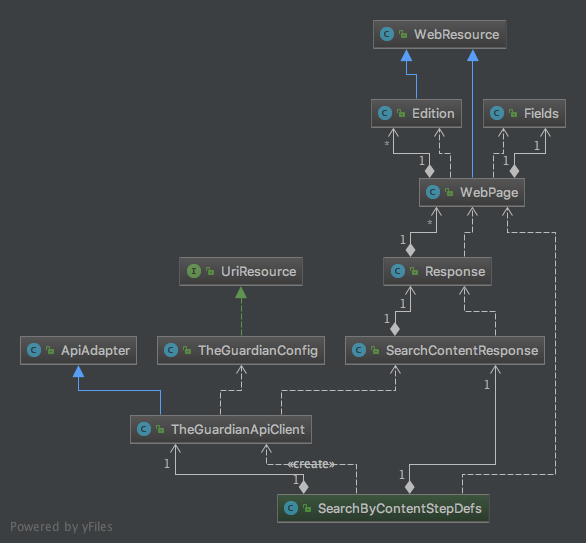 C WebResource
C Edition
C Fields
* 1 1 1
C WebPage
*
1
I UriResource
C Response
1
1
C ApiAdapter
C TheGuardianConfig
C SearchContentResponse
1
C TheGuardianApiClient
1 «create»
1 1
C SearchByContentStepDefs
Powered by yFiles